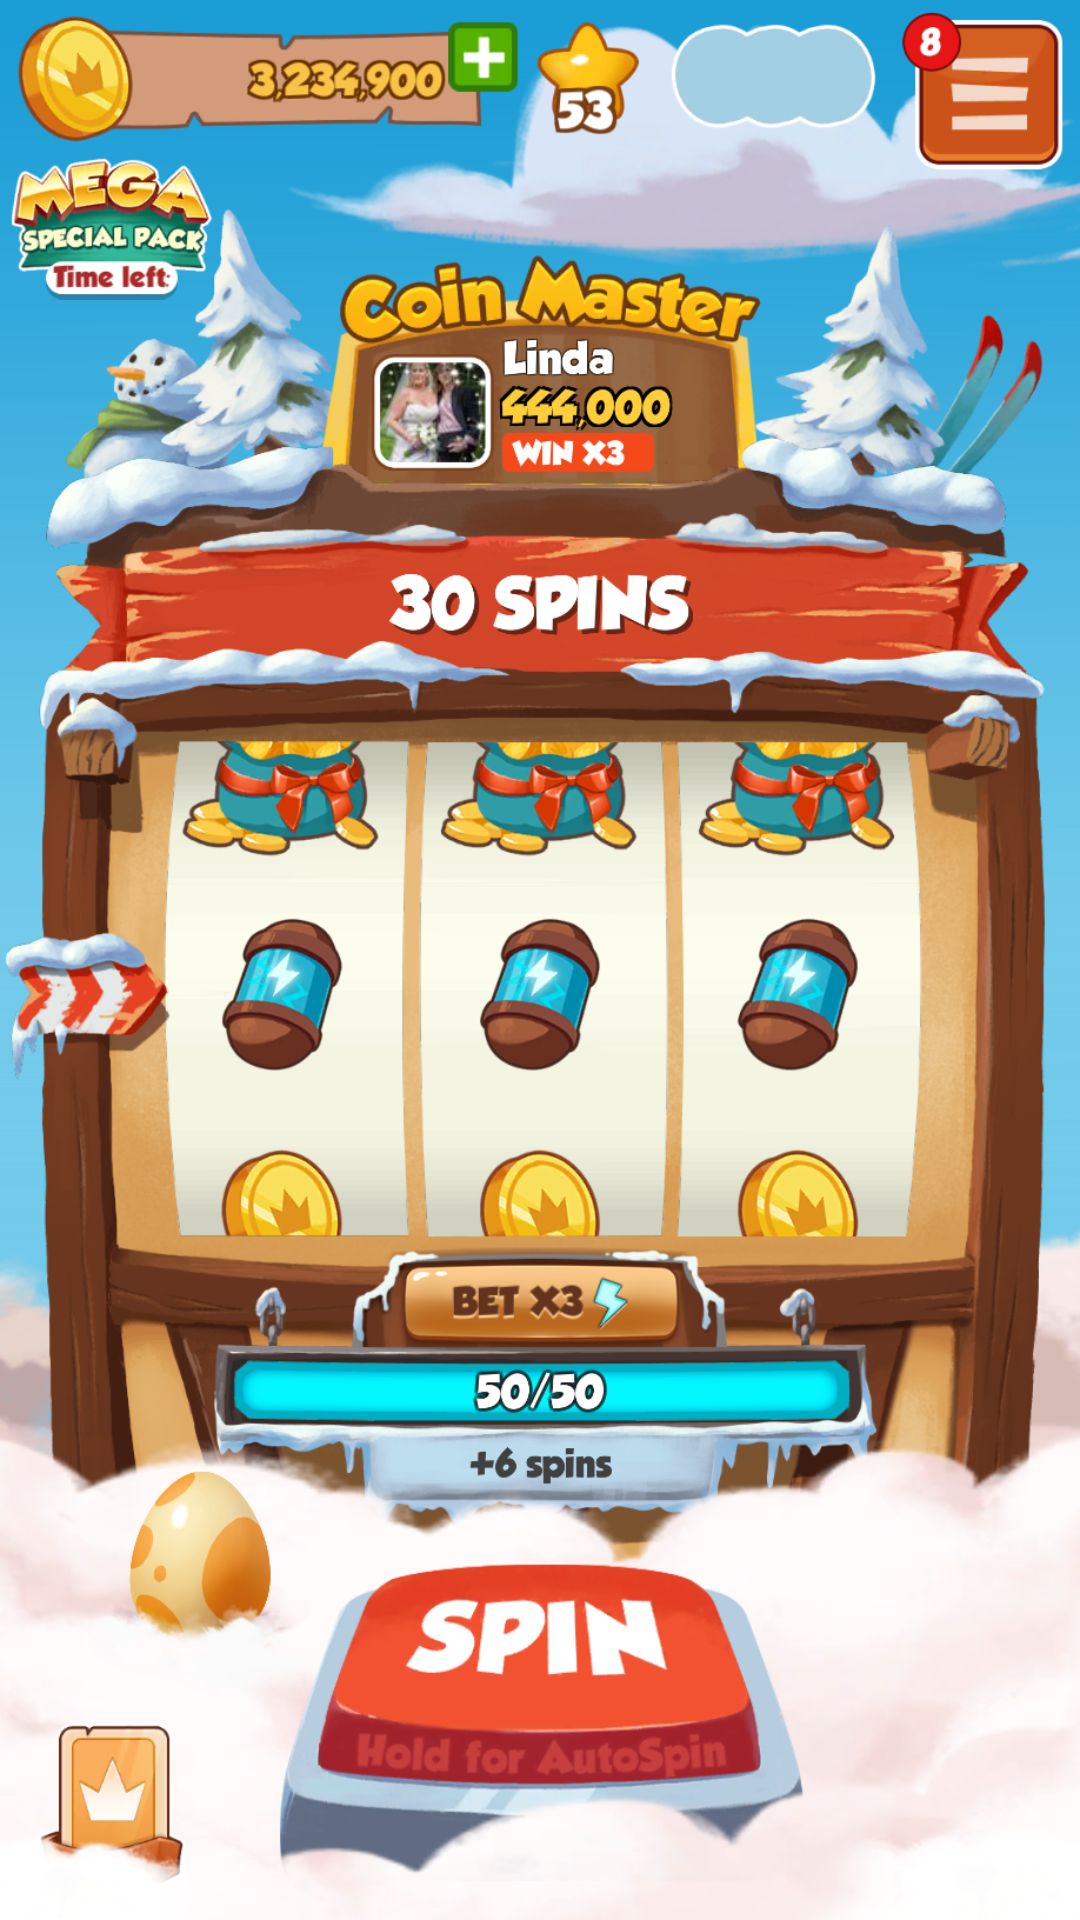 3,234,900
53
8
MEGA
SPECIAL PACK
Time left:
Coin Master
Linda
444,000
WIN X3
30 SPINS
BET X3
50/50
+6 spins
SPIN
Hold for AutoSpin